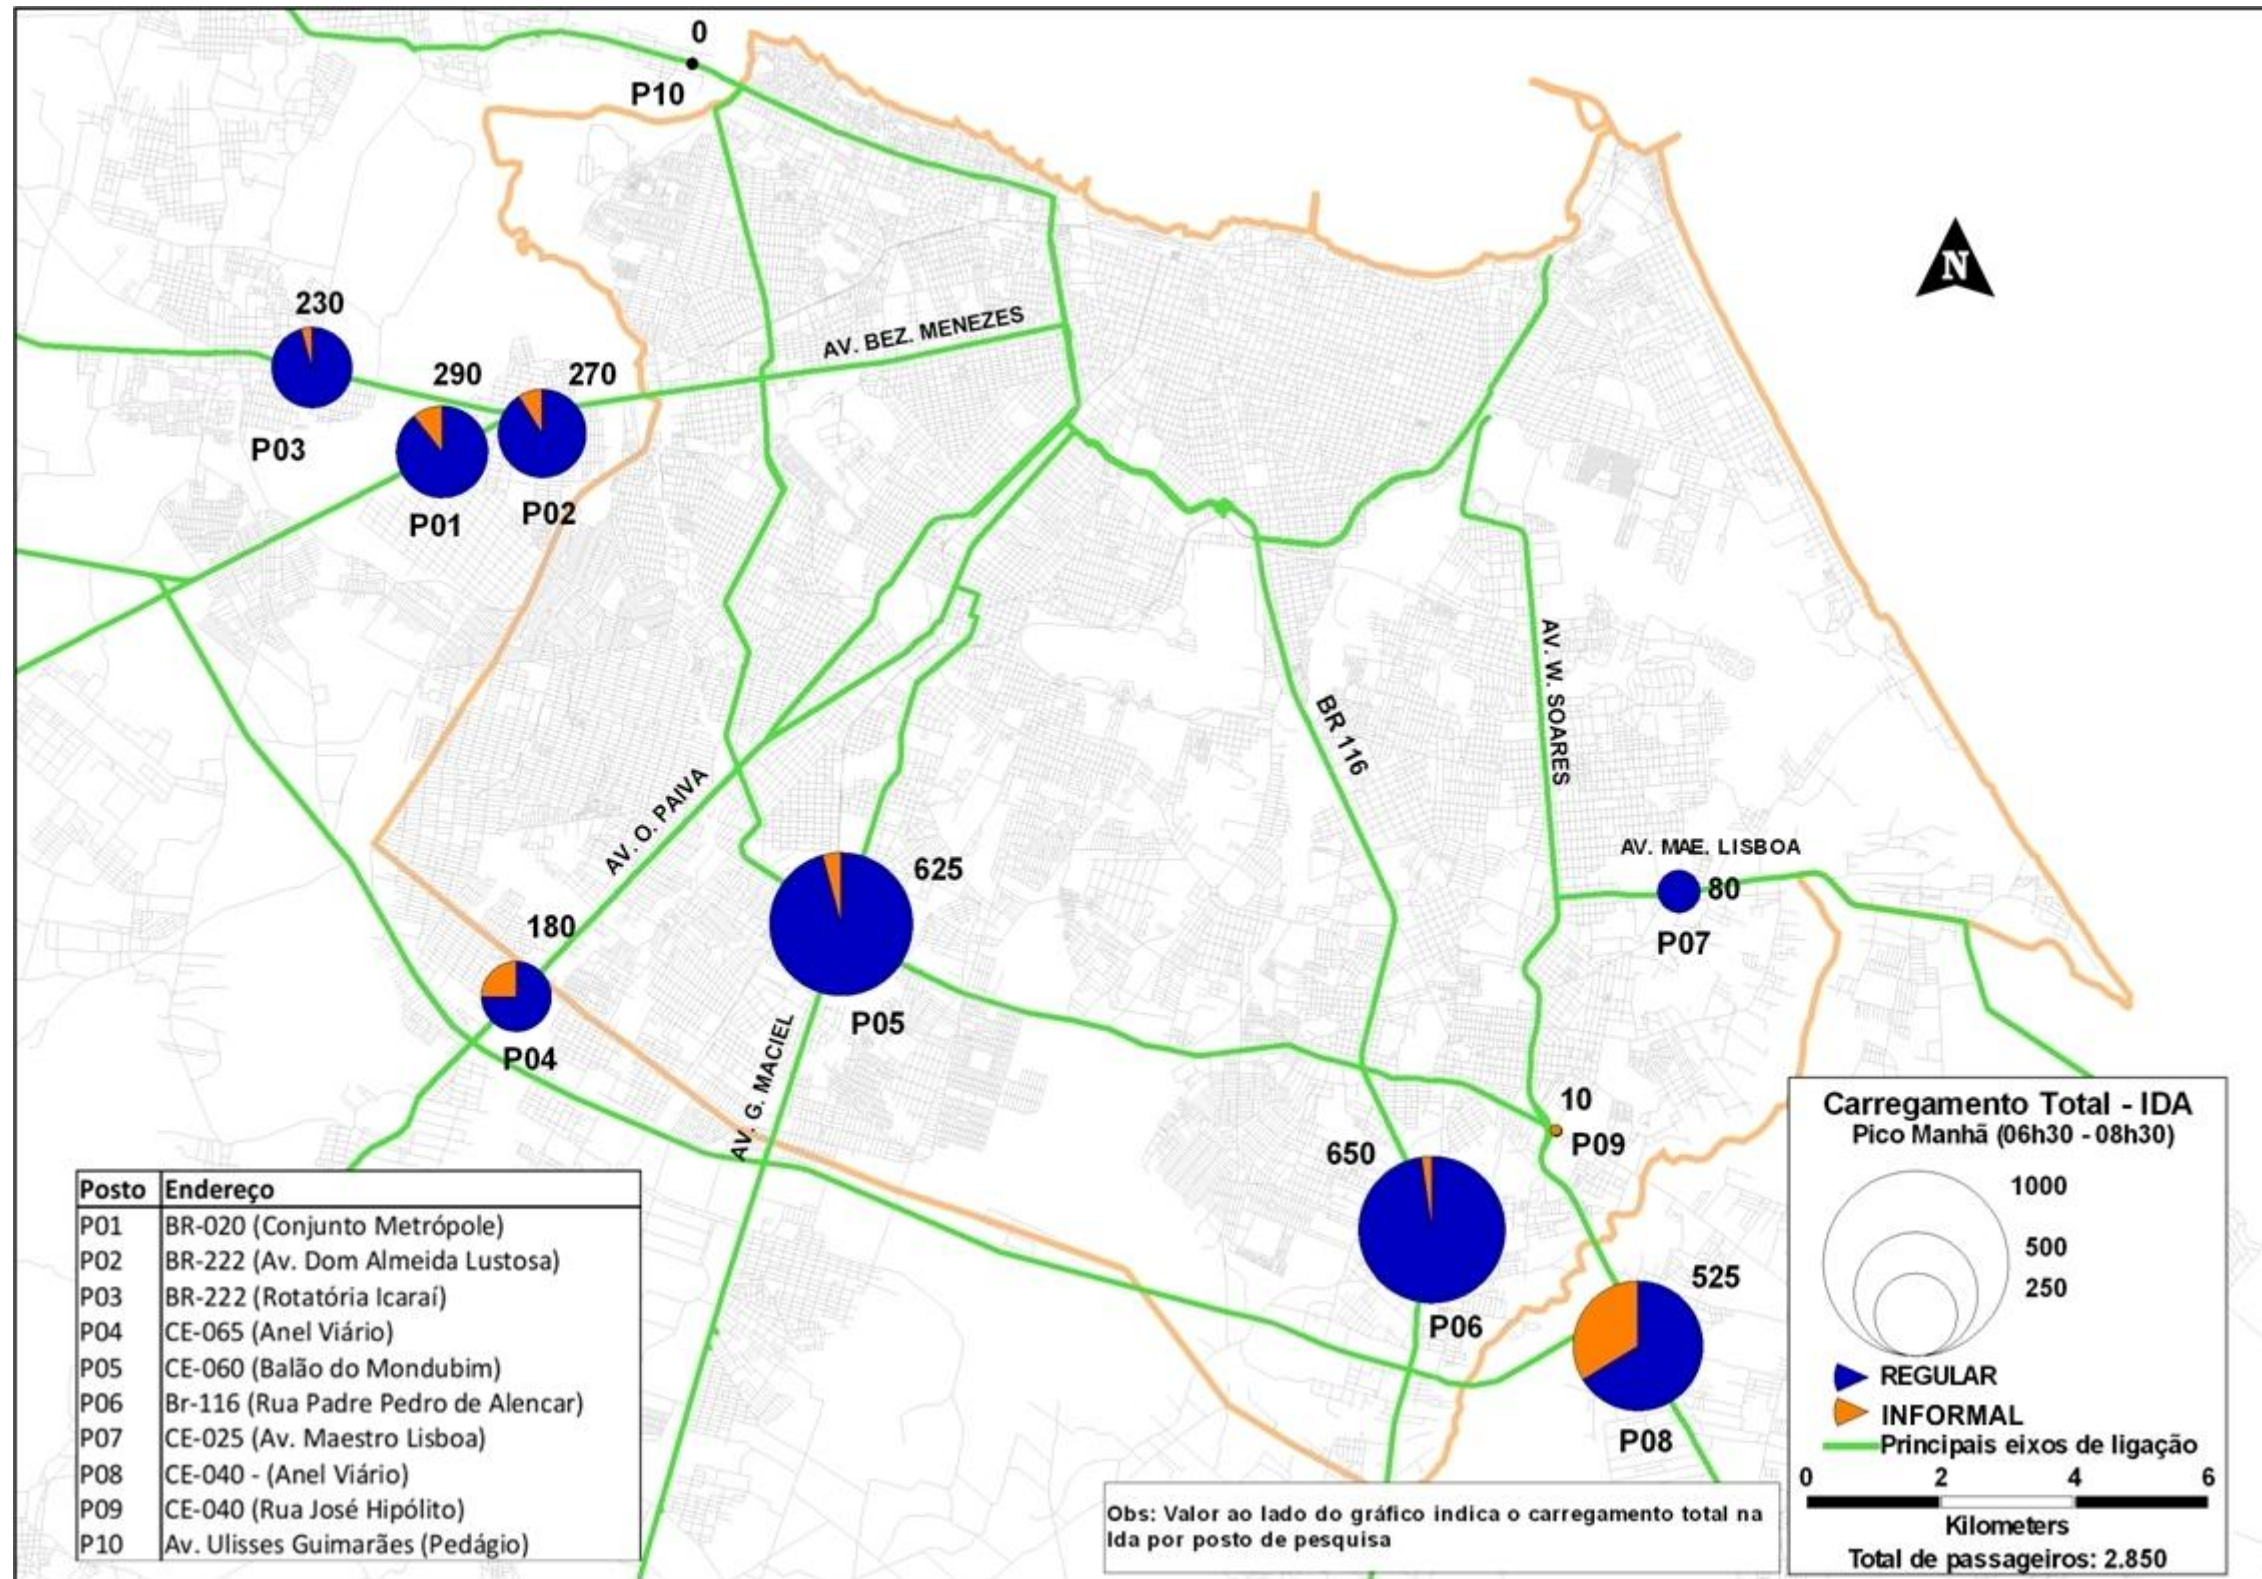 0
P10
N
230
290
270
AV. BEZ. MENEZES
P03
P01
P02
AV. W. SOARES
BR 116
AV. O. PAIVA
AV. MAE. LISBOA
625
80
180
P07
P05
P04
AV. G. MACIEL
10
P09
650
525
P06
P08
Posto Endereço
P01 BR-020 (Conjunto Metrópole)
P02 BR-222 (Av. Dom Almeida Lustosa)
P03 BR-222 (Rotatória Icaraí)
P04 CE-065 (Anel Viário)
P05 CE-060 (Balão do Mondubim)
P06 Br-116 (Rua Padre Pedro de Alencar)
P07 CE-025 (Av. Maestro Lisboa)
P08 CE-040 - (Anel Viário)
P09 CE-040 (Rua José Hipólito)
P10 Av. Ulisses Guimarães (Pedágio)
Obs: Valor ao lado do gráfico indica o carregamento total na
Ida por posto de pesquisa
Carregamento Total - IDA
Pico Manhã (06h30 - 08h30)
1000
500
250
REGULAR
INFORMAL
Principais eixos de ligação
0 2 4 6
Kilometers
Total de passageiros: 2.850